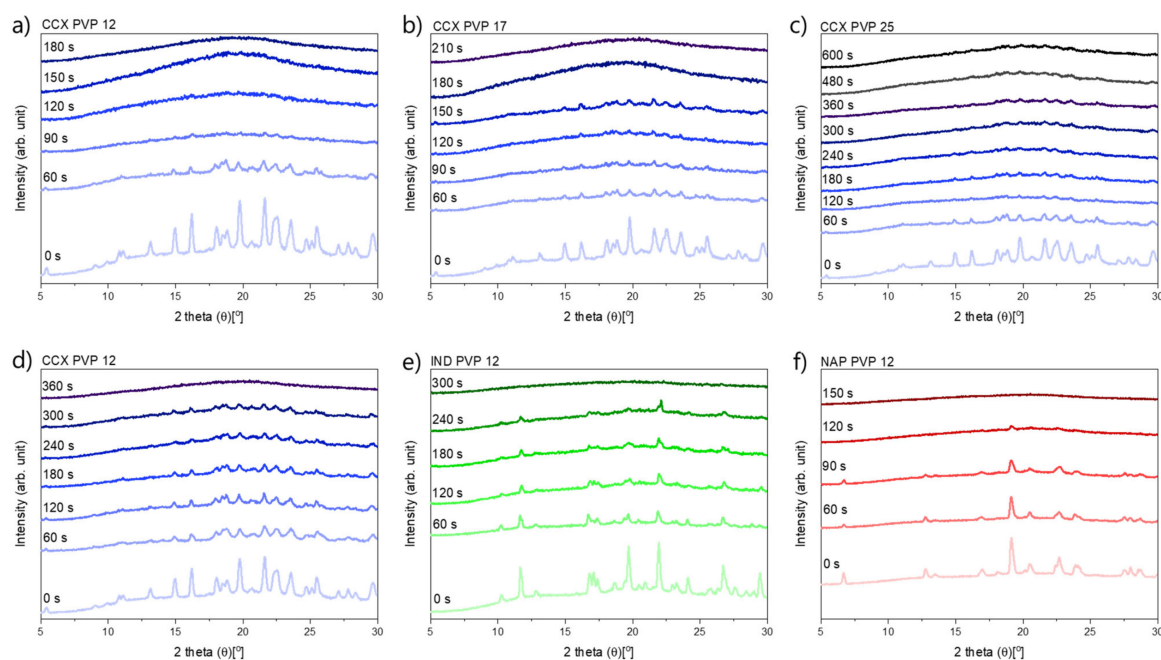 a) CCX PVP 12
180 s
150 s
120 s
90 s
60 s
0 s
Intensity (arb. unit)
5 10 15 20 25 30
2 theta (θ)[°]
b) CCX PVP 17
210 s
180 s
150 s
120 s
90 s
60 s
0 s
Intensity (arb. unit)
5 10 15 20 25 30
2 theta (θ)[°]
c) CCX PVP 25
600 s
480 s
360 s
300 s
240 s
180 s
120 s
60 s
0 s
Intensity (arb. unit)
5 10 15 20 25 30
2 theta (θ)[°]
d) CCX PVP 12
360 s
300 s
240 s
180 s
120 s
60 s
0 s
Intensity (arb. unit)
5 10 15 20 25 30
2 theta (θ)[°]
e) IND PVP 12
300 s
240 s
180 s
120 s
60 s
0 s
Intensity (arb. unit)
5 10 15 20 25 30
2 theta (θ)[°]
f) NAP PVP 12
150 s
120 s
90 s
60 s
0 s
Intensity (arb. unit)
5 10 15 20 25 30
2 theta (θ)[°]